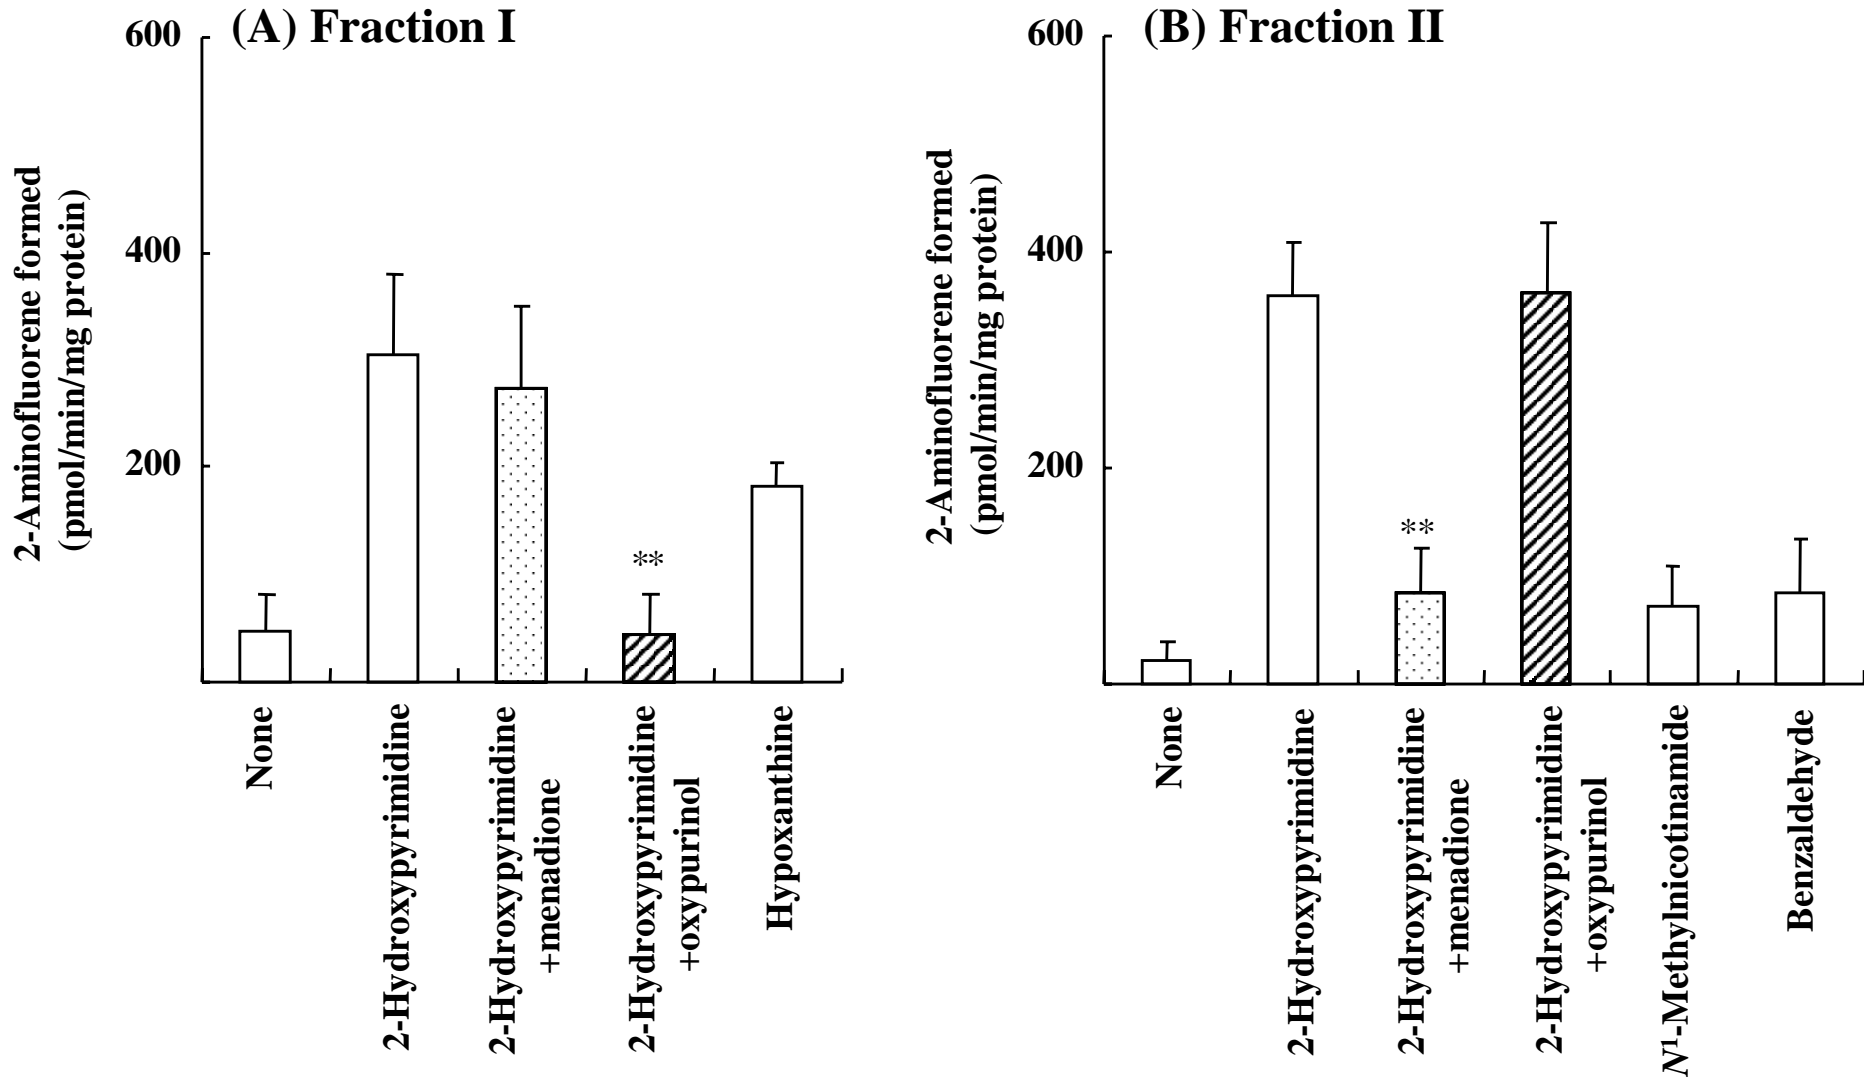 (A) Fraction I
600
400
200
2-Aminofluorene formed
(pmol/min/mg protein)
**
None
2-Hydroxypyrimidine
2-Hydroxypyrimidine
+menadione
2-Hydroxypyrimidine
+oxypurinol
Hypoxanthine
(B) Fraction II
600
400
200
2-Aminofluorene formed
(pmol/min/mg protein)
**
None
2-Hydroxypyrimidine
2-Hydroxypyrimidine
+menadione
2-Hydroxypyrimidine
+oxypurinol
N¹-Methylnicotinamide
Benzaldehyde